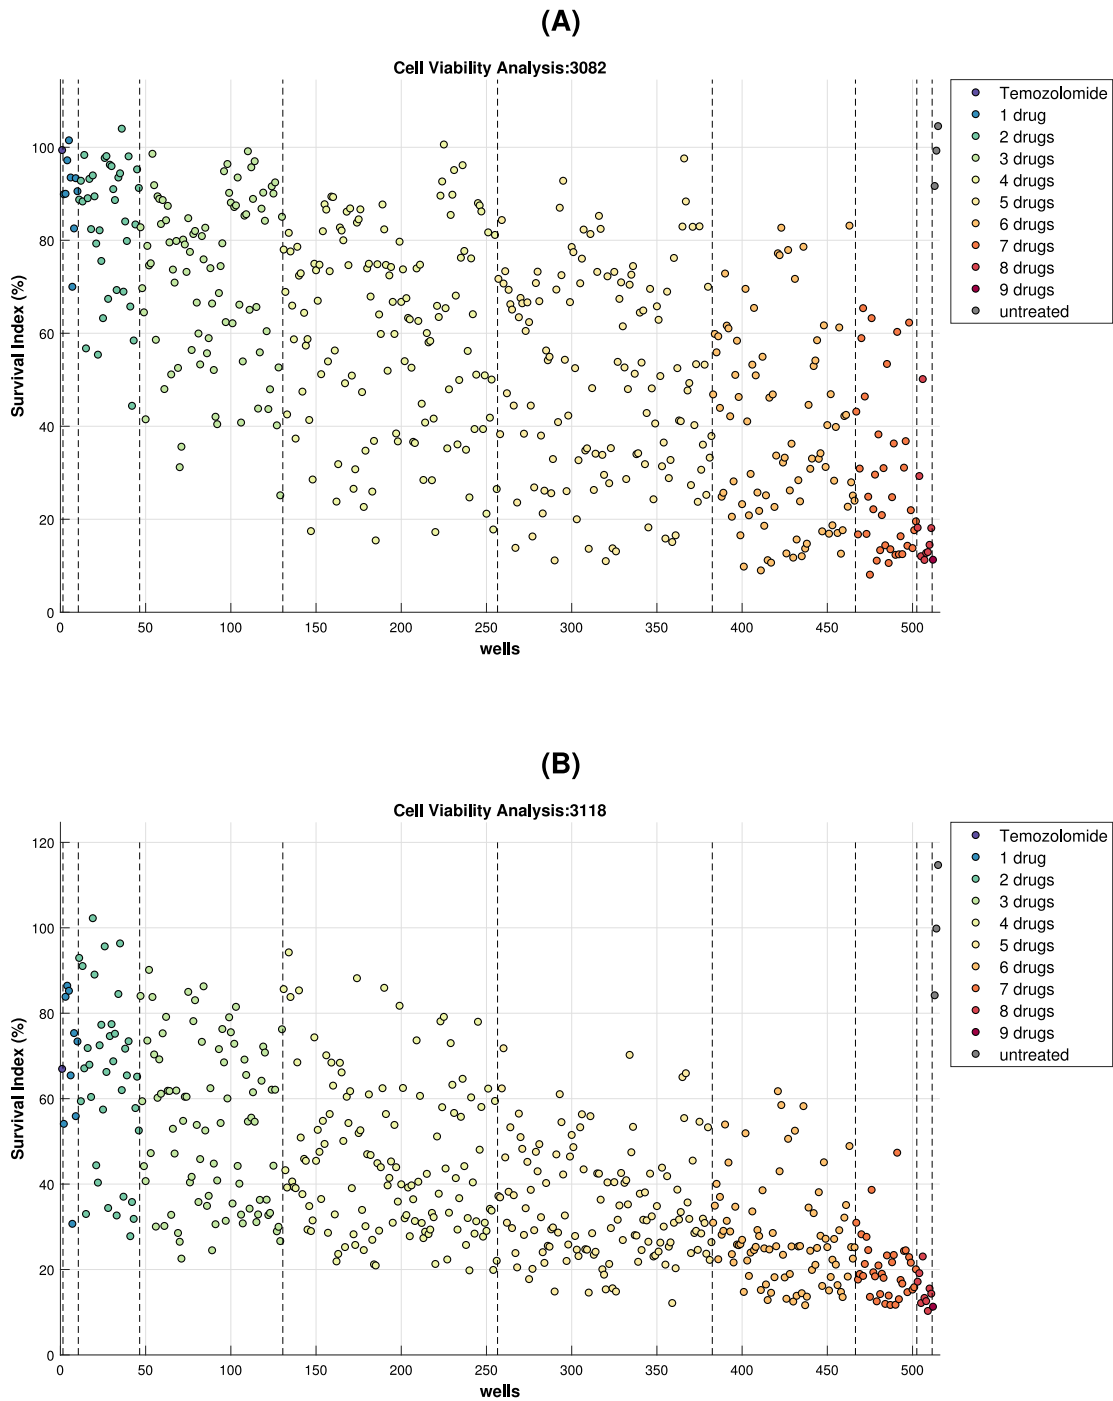 (A)
Cell Viability Analysis:3082
Survival Index (%)
100
80
60
40
20
0
0 50 100 150 200 250 300 350 400 450 500
wells
Temozolomide
1 drug
2 drugs
3 drugs
4 drugs
5 drugs
6 drugs
7 drugs
8 drugs
9 drugs
untreated
(B)
Cell Viability Analysis:3118
Survival Index (%)
120
100
80
60
40
20
0
0 50 100 150 200 250 300 350 400 450 500
wells
Temozolomide
1 drug
2 drugs
3 drugs
4 drugs
5 drugs
6 drugs
7 drugs
8 drugs
9 drugs
untreated